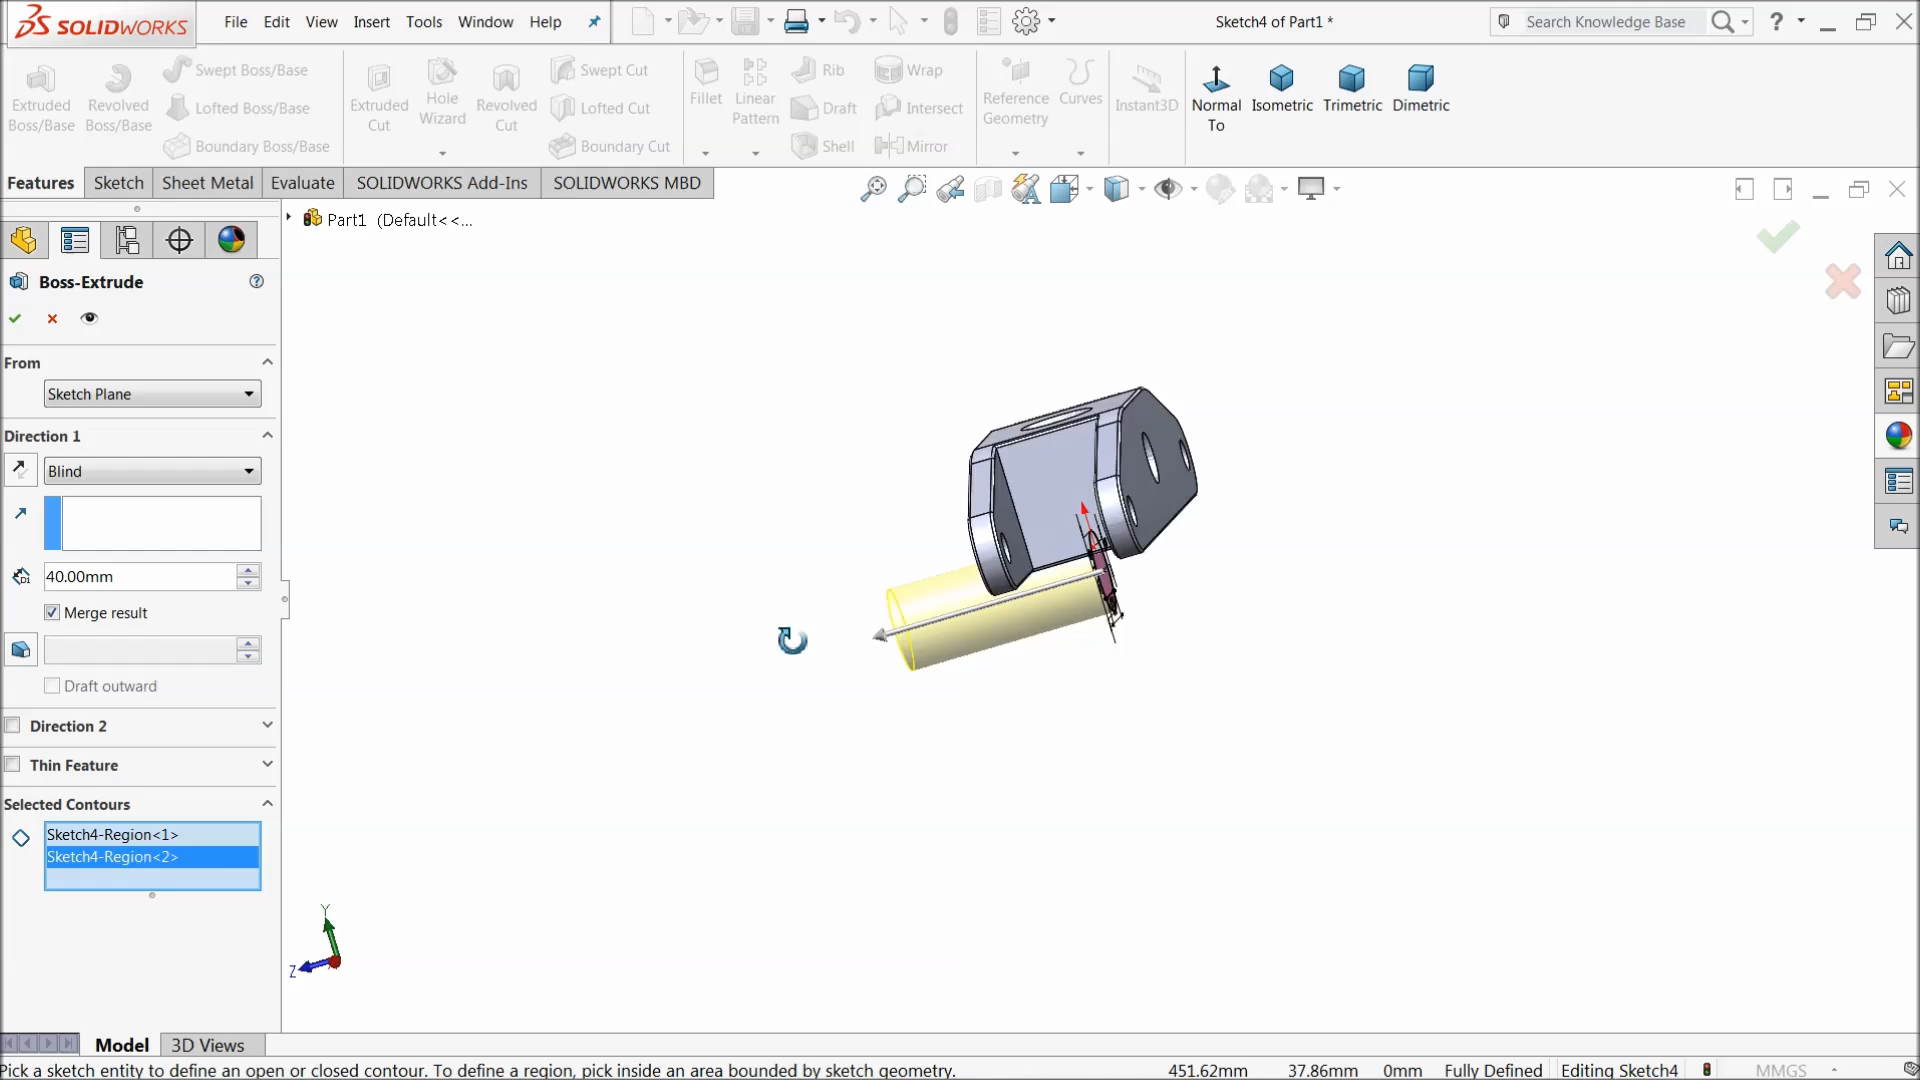 SOLIDWORKS File Edit View Insert Tools Window Help Sketch4 of Part1 * Search Knowledge Base ?
Extruded Boss/Base
Revolved Boss/Base
Swept Boss/Base
Lofted Boss/Base
Boundary Boss/Base
Extruded Cut
Hole Wizard
Revolved Cut
Swept Cut
Lofted Cut
Boundary Cut
Fillet
Linear Pattern
Rib
Draft
Shell
Wrap
Intersect
Mirror
Reference Geometry
Curves
Instant3D
Normal To
Isometric
Trimetric
Dimetric
Features Sketch Sheet Metal Evaluate SOLIDWORKS Add-Ins SOLIDWORKS MBD
Part1 (Default<<...
Boss-Extrude
From
Sketch Plane
Direction 1
Blind
D1
40.00mm
Merge result
Draft outward
Direction 2
Thin Feature
Selected Contours
Sketch4-Region<1>
Sketch4-Region<2>
Y
Z
Model 3D Views
Pick a sketch entity to define an open or closed contour. To define a region, pick inside an area bounded by sketch geometry. 451.62mm 37.86mm 0mm Fully Defined Editing Sketch4 MMGS